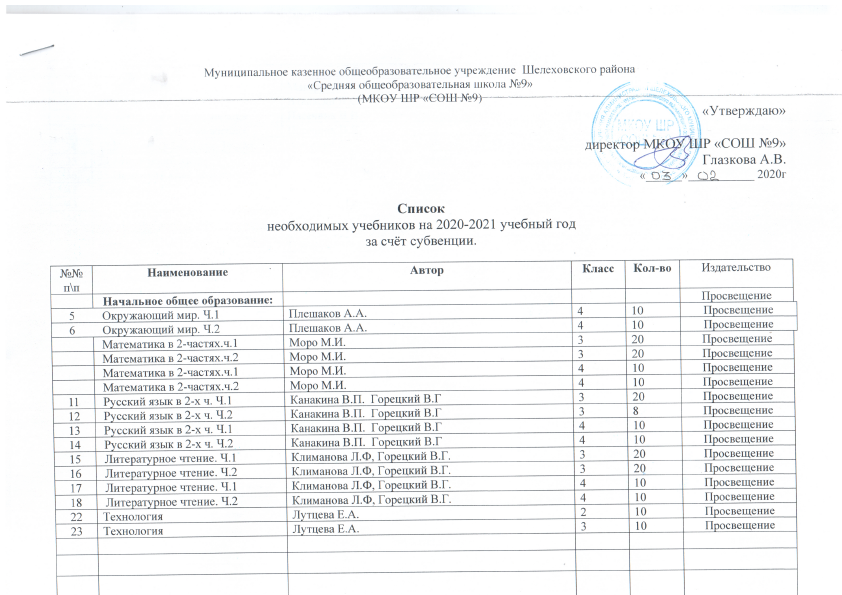 Муниципальное казенное общеобразовательное учреждение Шелеховского района
«Средняя общеобразовательная школа №9»
(МКОУ ШР «СОШ №9)
«Утверждаю»
МКОУ ШР
директор МКОУ ШР «СОШ №9»
Глазкова А.В.
« 03 » 02 2020г
Список
необходимых учебников на 2020-2021 учебный год
за счёт субвенции.
№№ п\п Наименование Автор Класс Кол-во Издательство
Начальное общее образование: Просвещение
5 Окружающий мир. Ч.1 Плешаков А.А. 4 10 Просвещение
6 Окружающий мир. Ч.2 Плешаков А.А. 4 10 Просвещение
Математика в 2-частях.ч.1 Моро М.И. 3 20 Просвещение
Математика в 2-частях.ч.2 Моро М.И. 3 20 Просвещение
Математика в 2-частях.ч.1 Моро М.И. 4 10 Просвещение
Математика в 2-частях.ч.2 Моро М.И. 4 10 Просвещение
11 Русский язык в 2-х ч. Ч.1 Канакина В.П. Горецкий В.Г 3 20 Просвещение
12 Русский язык в 2-х ч. Ч.2 Канакина В.П. Горецкий В.Г 3 8 Просвещение
13 Русский язык в 2-х ч. Ч.1 Канакина В.П. Горецкий В.Г 4 10 Просвещение
14 Русский язык в 2-х ч. Ч.2 Канакина В.П. Горецкий В.Г 4 10 Просвещение
15 Литературное чтение. Ч.1 Климанова Л.Ф, Горецкий В.Г. 3 20 Просвещение
16 Литературное чтение. Ч.2 Климанова Л.Ф, Горецкий В.Г. 3 20 Просвещение
17 Литературное чтение. Ч.1 Климанова Л.Ф, Горецкий В.Г. 4 10 Просвещение
18 Литературное чтение. Ч.2 Климанова Л.Ф, Горецкий В.Г. 4 10 Просвещение
22 Технология Лутцева Е.А. 2 10 Просвещение
23 Технология Лутцева Е.А. 3 10 Просвещение